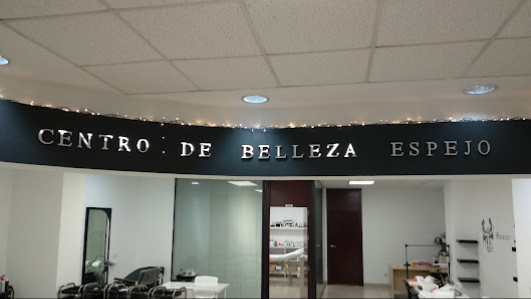 CENTRO DE BELLEZA ESPEJO